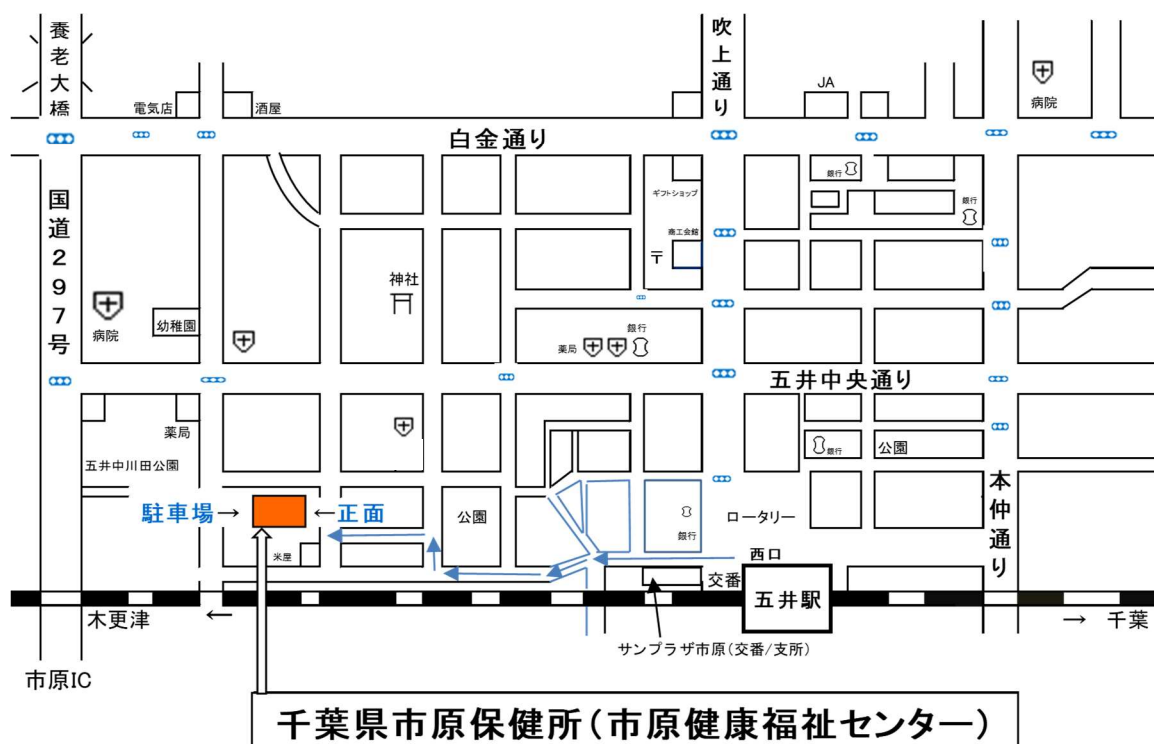 養老大橋
吹上通り
電気店
酒屋
JA
病院
白金通り
国道297号
ギフトショップ
銀行
銀行
商工会館
〒
神社
病院
幼稚園
薬局
銀行
五井中央通り
薬局
五井中川田公園
銀行
公園
本仲通り
駐車場→
←正面
公園
銀行
ロータリー
米屋
西口
交番
五井駅
木更津
←
→ 千葉
サンプラザ市原(交番/支所)
市原IC
千葉県市原保健所(市原健康福祉センター)